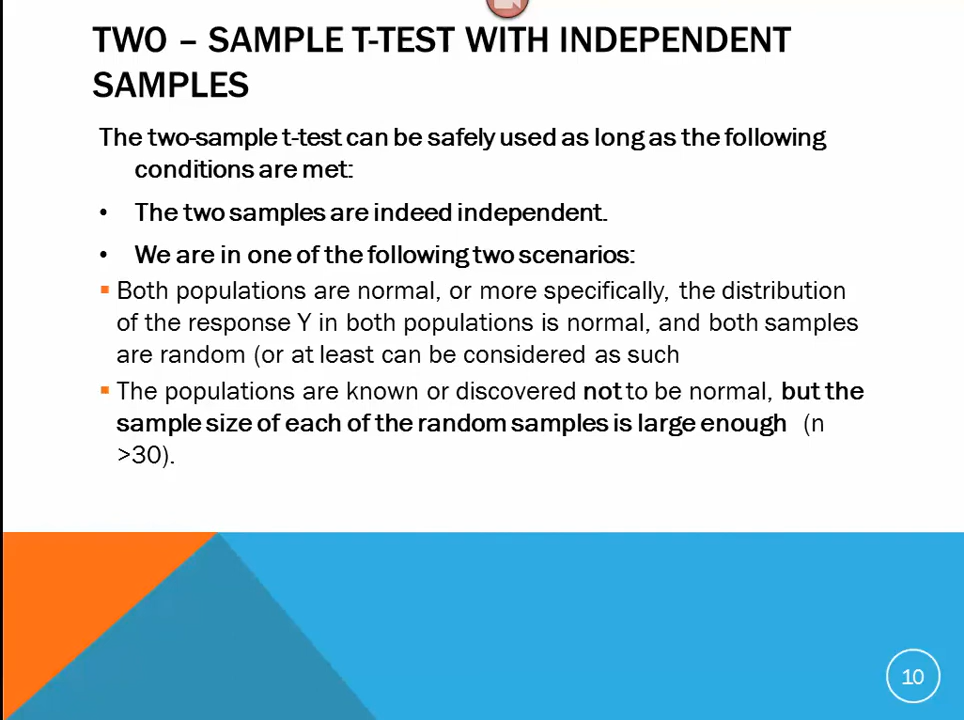 TWO – SAMPLE T-TEST WITH INDEPENDENT
SAMPLES
The two-sample t-test can be safely used as long as the following
conditions are met:
• The two samples are indeed independent.
• We are in one of the following two scenarios:
▪ Both populations are normal, or more specifically, the distribution
of the response Y in both populations is normal, and both samples
are random (or at least can be considered as such
▪ The populations are known or discovered not to be normal, but the
sample size of each of the random samples is large enough (n
>30).
10